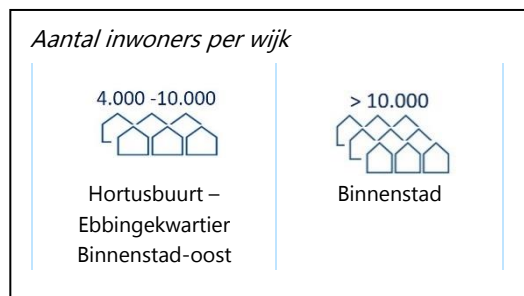 Aantal inwoners per wijk
4.000 -10.000
Hortusbuurt –
Ebbingekwartier
Binnenstad-oost
> 10.000
Binnenstad